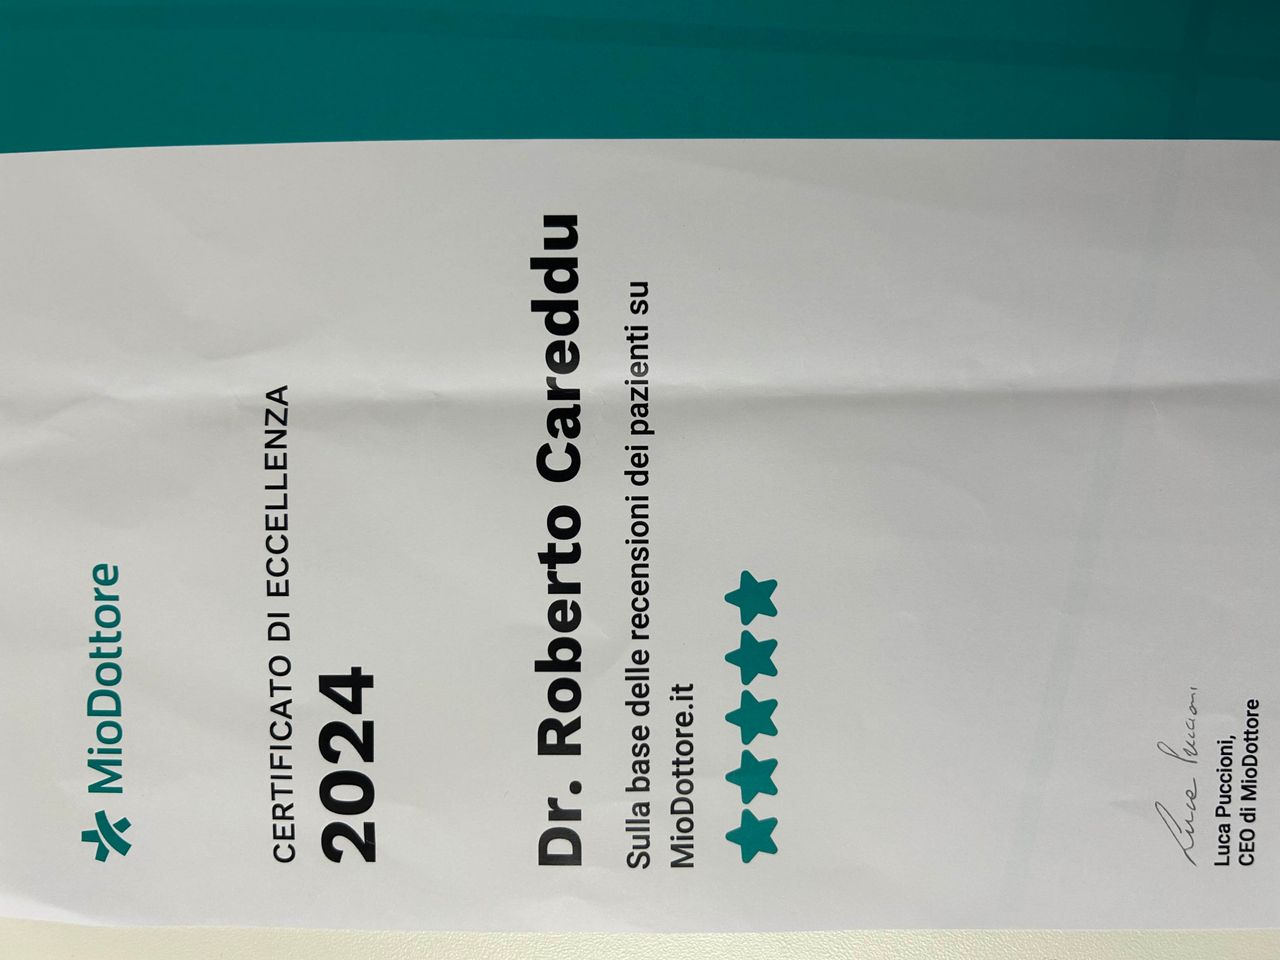 MioDottore
CERTIFICATO DI ECCELLENZA
2024
Dr. Roberto Careddu
Sulla base delle recensioni dei pazienti su
MioDottore.it
Luca Puccioni
Luca Puccioni,
CEO di MioDottore